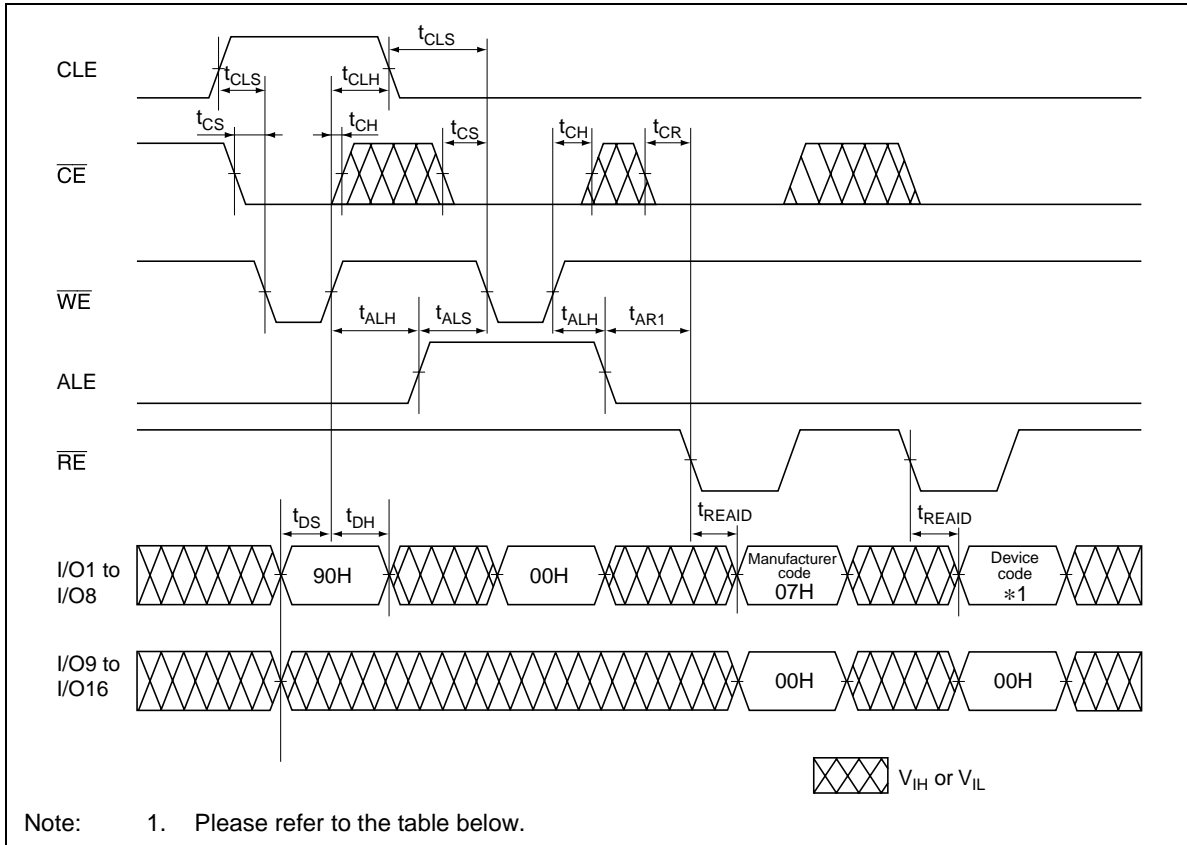 CLE
tCLS
tCLS
tCLH
tCS
tCH
tCS
tCH
tCR
CE
WE
tALH
tALS
tALH
tAR1
ALE
RE
tDS
tDH
tREAID
tREAID
I/O1 to
I/O8
90H
00H
Manufacturer
code
07H
Device
code
*1
I/O9 to
I/O16
00H
00H
VIH or VIL
Note: 1. Please refer to the table below.